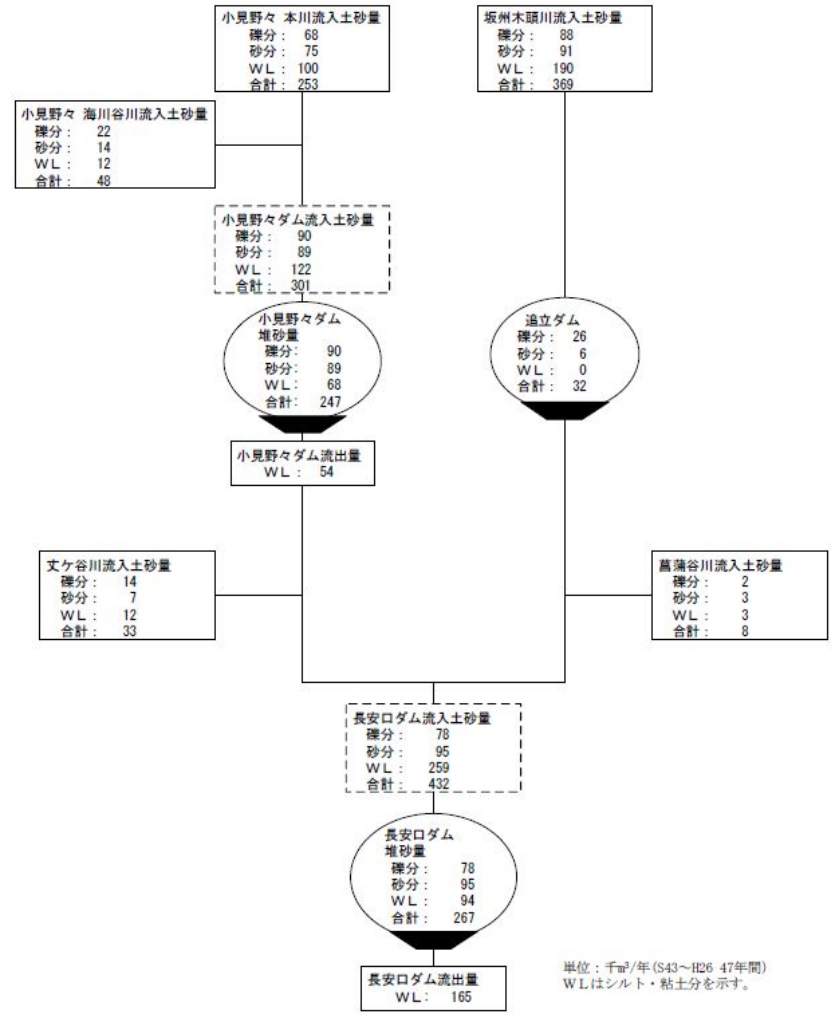 小見野々 本川流入土砂量
礫分： 68
砂分： 75
ＷＬ： 100
合計： 253
坂州木頭川流入土砂量
礫分： 88
砂分： 91
ＷＬ： 190
合計： 369
小見野々 海川谷川流入土砂量
礫分： 22
砂分： 14
ＷＬ： 12
合計： 48
小見野々ダム流入土砂量
礫分： 90
砂分： 89
ＷＬ： 122
合計： 301
小見野々ダム
堆砂量
礫分： 90
砂分： 89
ＷＬ： 68
合計： 247
追立ダム
礫分： 26
砂分： 6
ＷＬ： 0
合計： 32
小見野々ダム流出量
ＷＬ： 54
丈ケ谷川流入土砂量
礫分： 14
砂分： 7
ＷＬ： 12
合計： 33
菖蒲谷川流入土砂量
礫分： 2
砂分： 3
ＷＬ： 3
合計： 8
長安口ダム流入土砂量
礫分： 78
砂分： 95
ＷＬ： 259
合計： 432
長安口ダム
堆砂量
礫分： 78
砂分： 95
ＷＬ： 94
合計： 267
長安口ダム流出量
ＷＬ： 165
単位：千m³/年(S43～H26 47年間)
ＷＬはシルト・粘土分を示す。